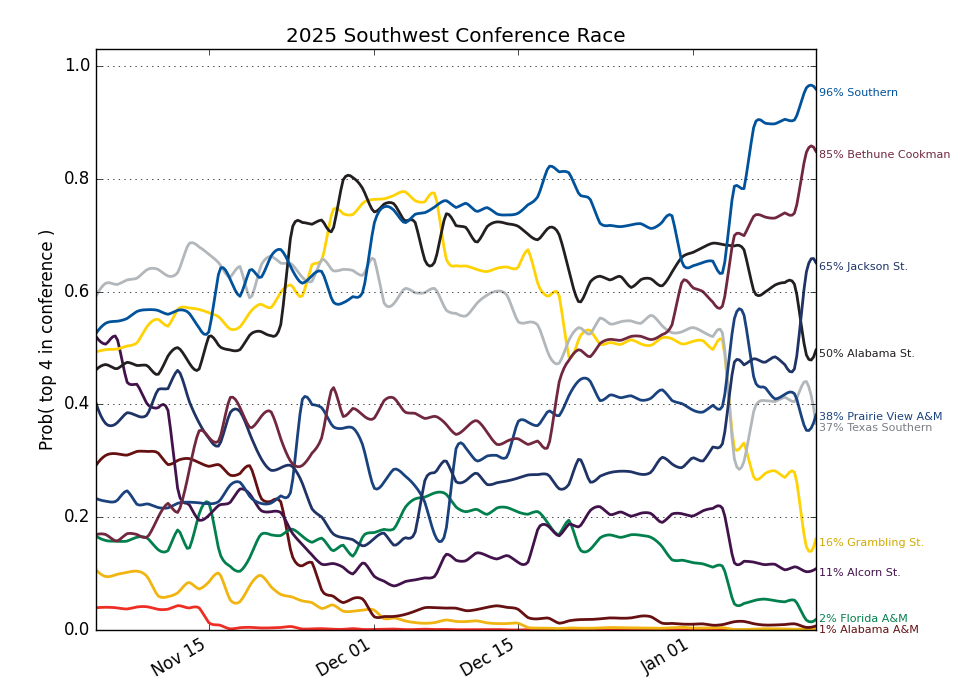 2025 Southwest Conference Race
Prob( top 4 in conference )
1.0
0.8
0.6
0.4
0.2
0.0
Nov 15
Dec 01
Dec 15
Jan 01
96% Southern
85% Bethune Cookman
65% Jackson St.
50% Alabama St.
38% Prairie View A&M
37% Texas Southern
16% Grambling St.
11% Alcorn St.
2% Florida A&M
1% Alabama A&M